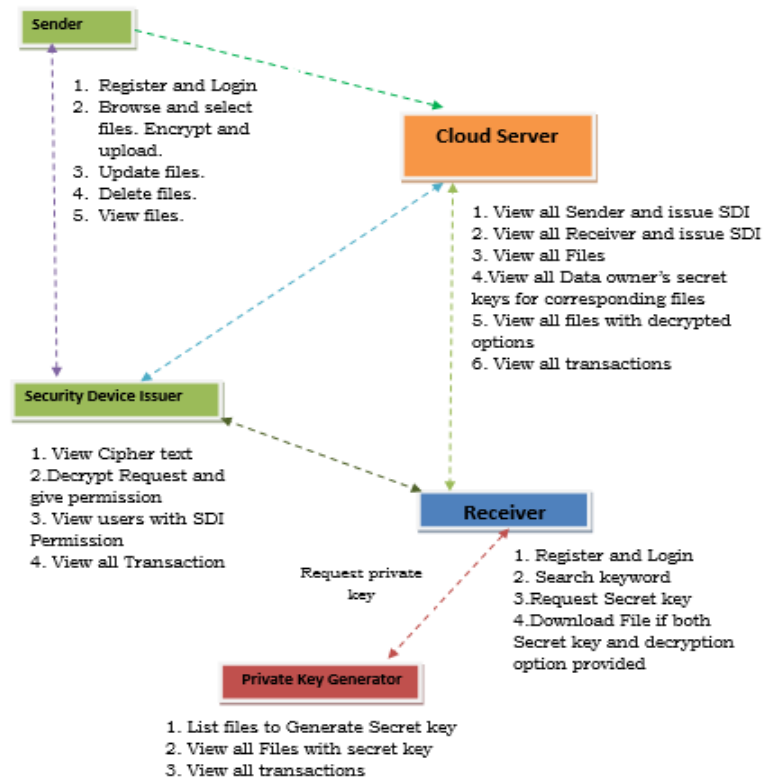 Sender
1. Register and Login
2. Browse and select
files. Encrypt and
upload.
3. Update files.
4. Delete files.
5. View files.
Cloud Server
1. View all Sender and issue SDI
2. View all Receiver and issue SDI
3. View all Files
4.View all Data owner's secret
keys for corresponding files
5. View all files with decrypted
options
6. View all transactions
Security Device Issuer
1. View Cipher text
2.Decrypt Request and
give permission
3. View users with SDI
Permission
4. View all Transaction
Receiver
1. Register and Login
2. Search keyword
3.Request Secret key
4.Download File if both
Secret key and decryption
option provided
Request private
key
Private Key Generator
1. List files to Generate Secret key
2. View all Files with secret key
3. View all transactions